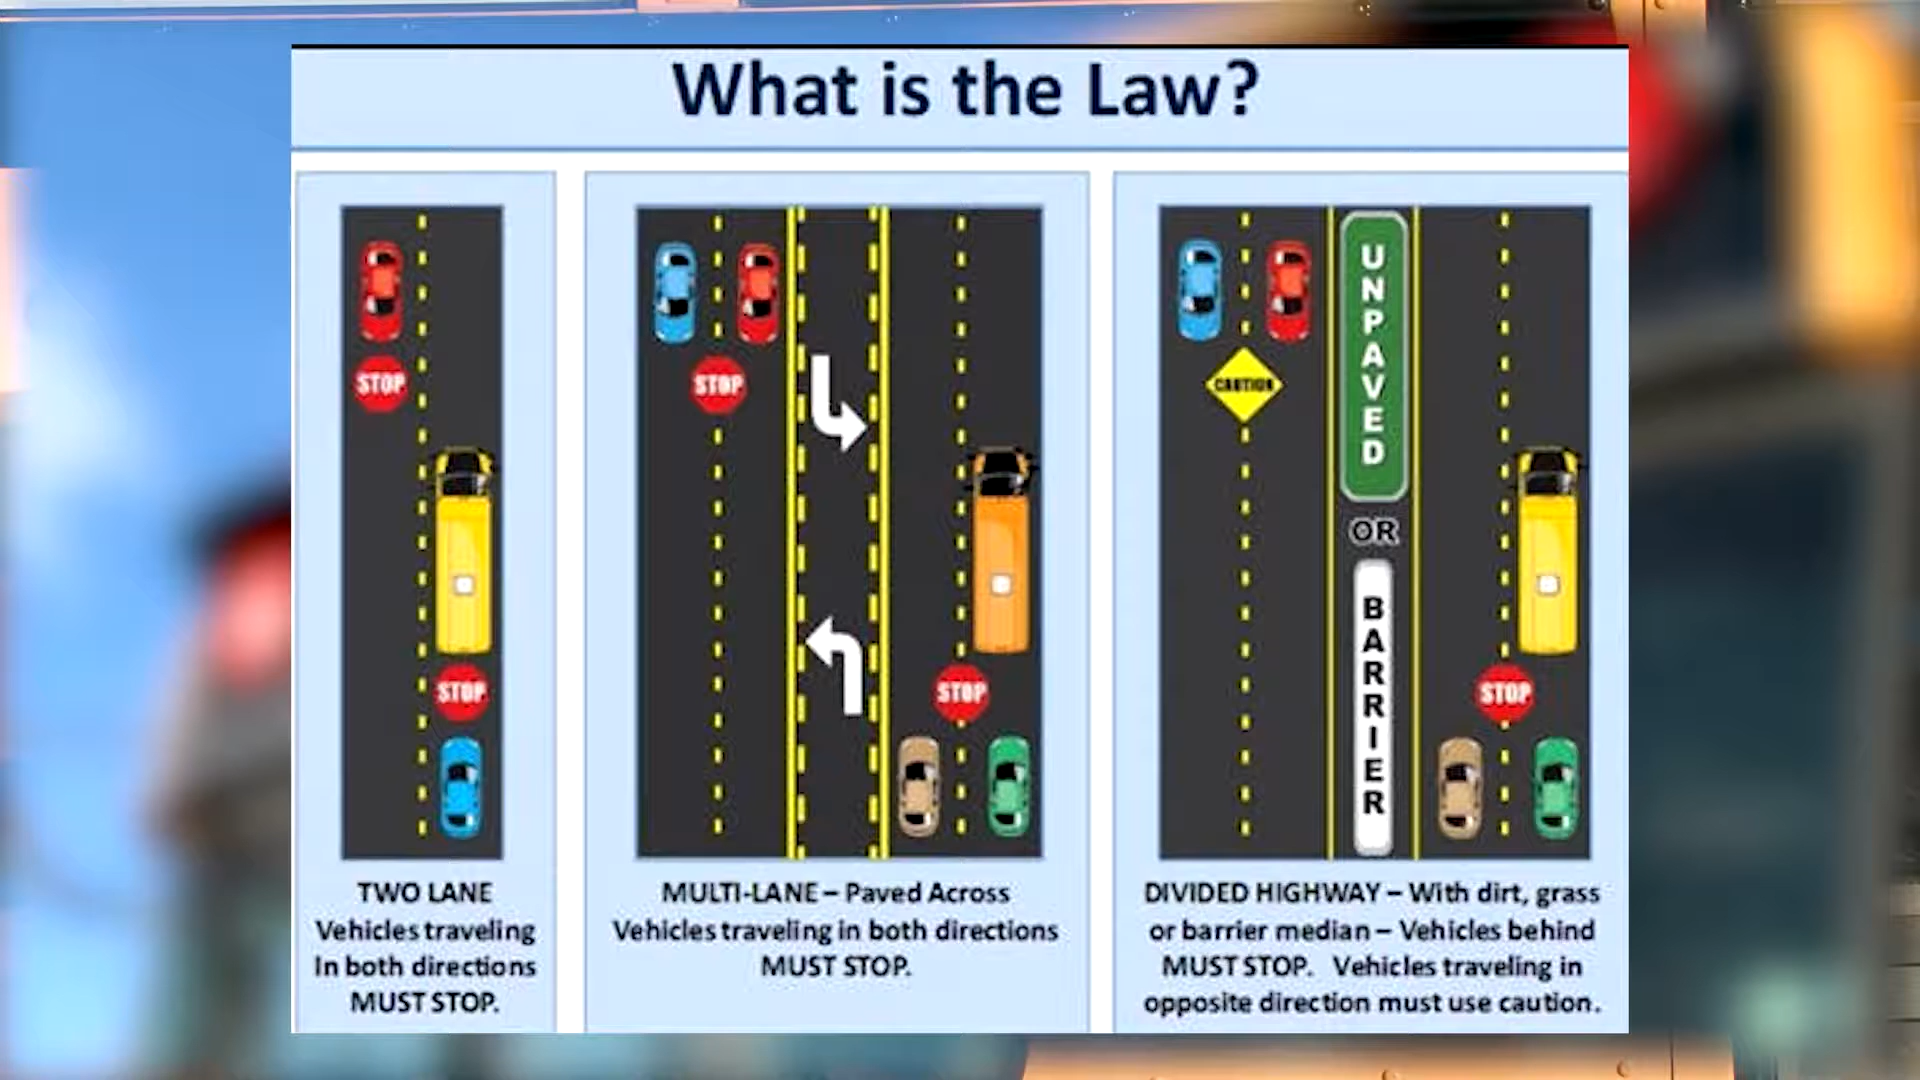 What is the Law?
STOP
STOP
TWO LANE
Vehicles traveling
In both directions
MUST STOP.
STOP
STOP
MULTI-LANE – Paved Across
Vehicles traveling in both directions
MUST STOP.
CAUTION
UNPAVED
OR
BARRIER
STOP
DIVIDED HIGHWAY – With dirt, grass
or barrier median – Vehicles behind
MUST STOP. Vehicles traveling in
opposite direction must use caution.